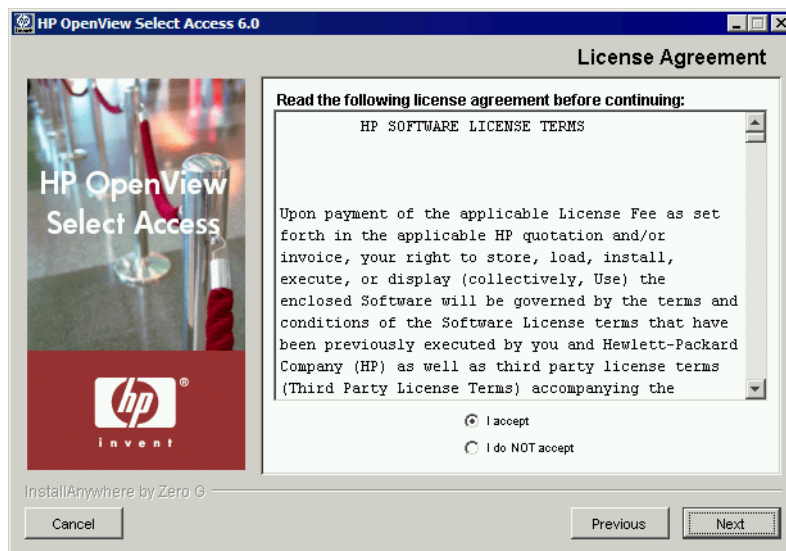 HP OpenView Select Access 6.0
License Agreement
HP OpenView
Select Access
hp
®
invent
Read the following license agreement before continuing:
HP SOFTWARE LICENSE TERMS
Upon payment of the applicable License Fee as set
forth in the applicable HP quotation and/or
invoice, your right to store, load, install,
execute, or display (collectively, Use) the
enclosed Software will be governed by the terms and
conditions of the Software License terms that have
been previously executed by you and Hewlett-Packard
Company (HP) as well as third party license terms
(Third Party License Terms) accompanying the
I accept
I do NOT accept
InstallAnywhere by Zero G
Cancel
Previous
Next